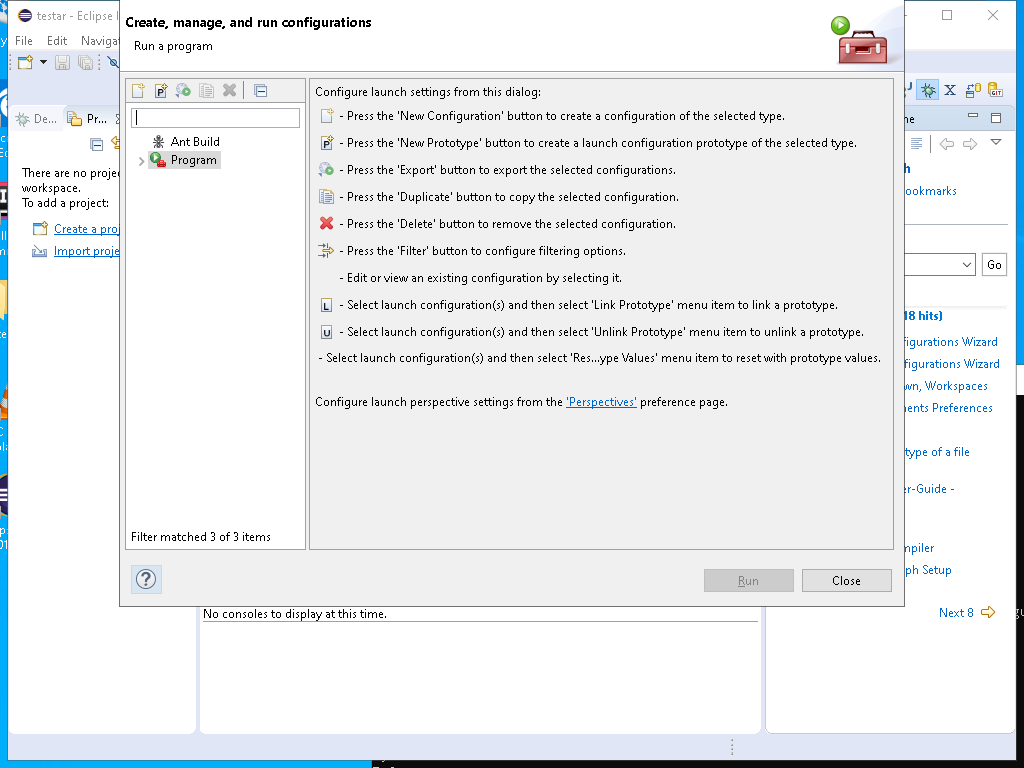 testar - Eclipse I
Create, manage, and run configurations
Run a program
File Edit Navigat
De...
Pr...
Configure launch settings from this dialog:
- Press the 'New Configuration' button to create a configuration of the selected type.
- Press the 'New Prototype' button to create a launch configuration prototype of the selected type.
- Press the 'Export' button to export the selected configurations.
- Press the 'Duplicate' button to copy the selected configuration.
- Press the 'Delete' button to remove the selected configuration.
- Press the 'Filter' button to configure filtering options.
- Edit or view an existing configuration by selecting it.
- Select launch configuration(s) and then select 'Link Prototype' menu item to link a prototype.
- Select launch configuration(s) and then select 'Unlink Prototype' menu item to unlink a prototype.
- Select launch configuration(s) and then select 'Res...ype Values' menu item to reset with prototype values.
Configure launch perspective settings from the 'Perspectives' preference page.
Ant Build
Program
Filter matched 3 of 3 items
Run
Close
There are no proje
workspace.
To add a project:
Create a proj
Import proje
ne
h
ookmarks
Go
18 hits)
figurations Wizard
figurations Wizard
wn, Workspaces
ments Preferences
type of a file
er-Guide -
mpiler
ph Setup
Next 8
No consoles to display at this time.